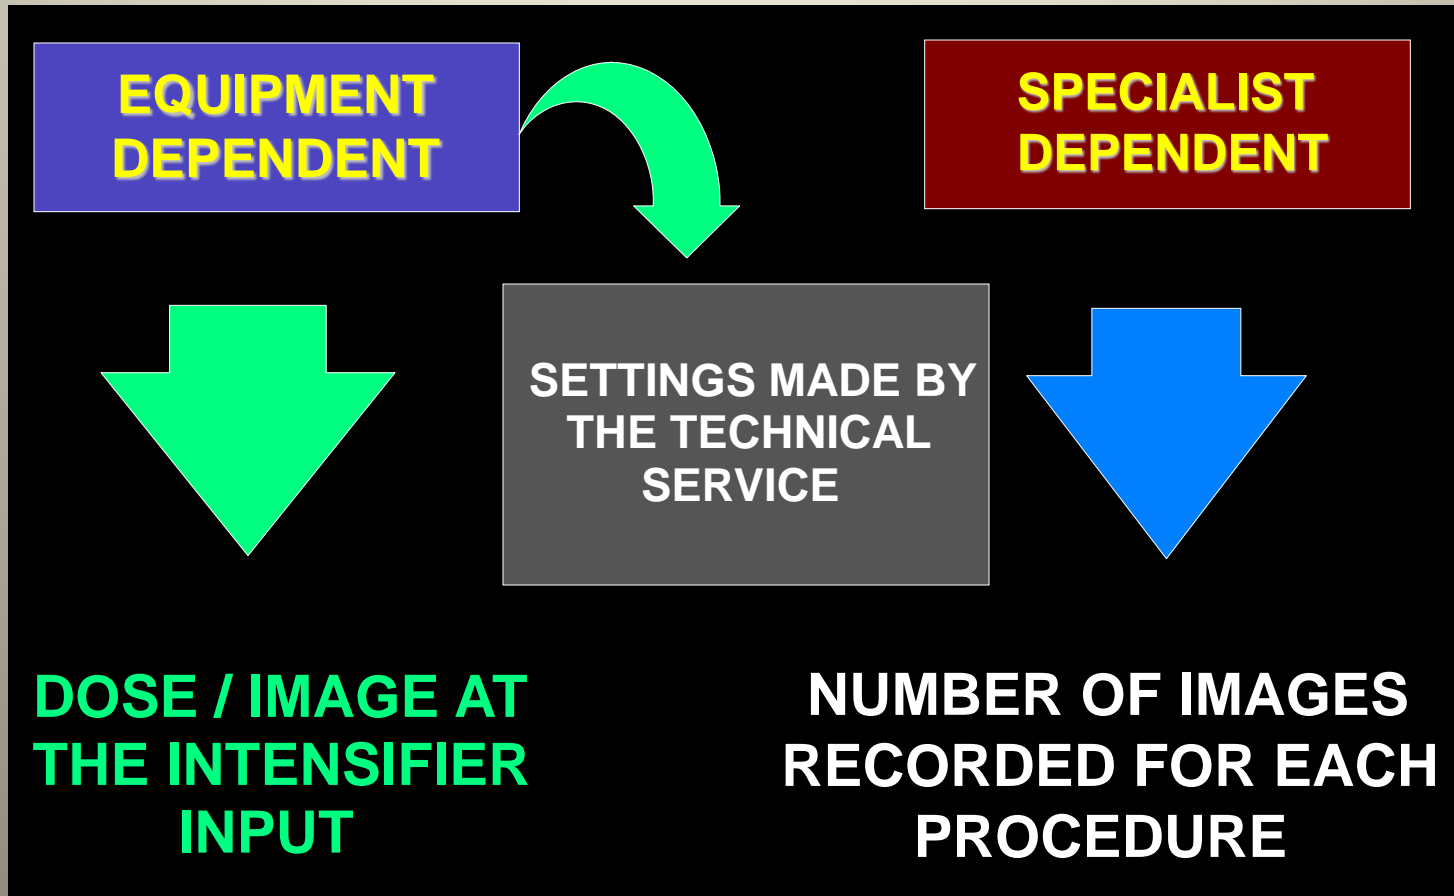 EQUIPMENT
DEPENDENT
SPECIALIST
DEPENDENT
SETTINGS MADE BY
THE TECHNICAL
SERVICE
DOSE / IMAGE AT
THE INTENSIFIER
INPUT
NUMBER OF IMAGES
RECORDED FOR EACH
PROCEDURE